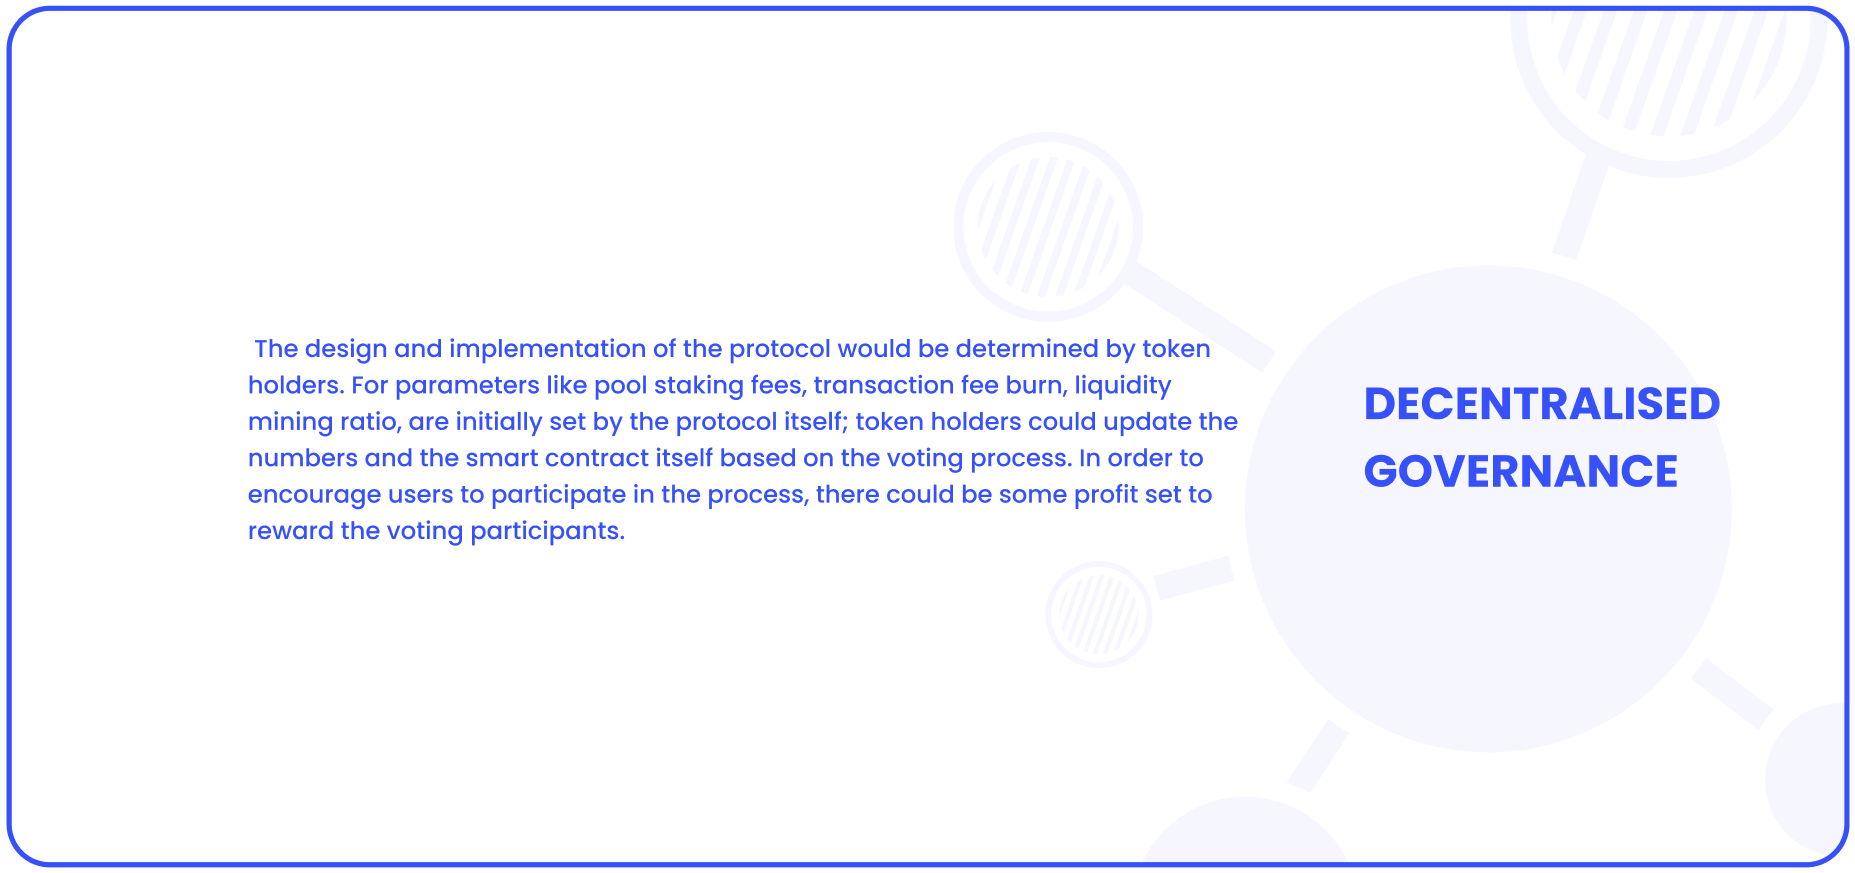 The design and implementation of the protocol would be determined by token
holders. For parameters like pool staking fees, transaction fee burn, liquidity
mining ratio, are initially set by the protocol itself; token holders could update the
numbers and the smart contract itself based on the voting process. In order to
encourage users to participate in the process, there could be some profit set to
reward the voting participants.
DECENTRALISED
GOVERNANCE